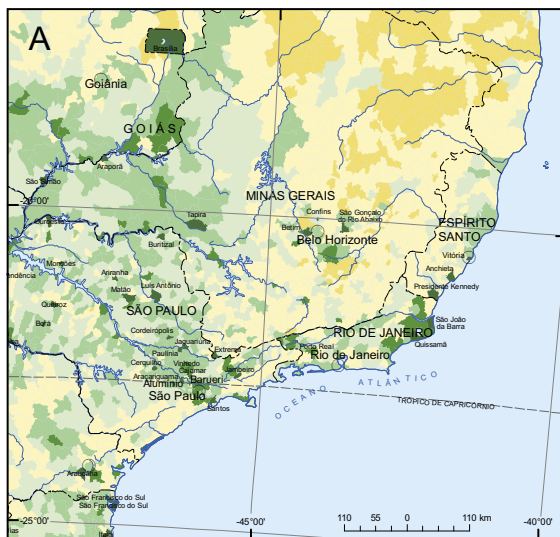 A
Brasília
Goiânia
GOIÁS
Araporã
São Simão
-20°00'
MINAS GERAIS
Tapira
Confins
São Gonçalo
do Rio Abaixo
Betim
Belo Horizonte
ESPÍRITO
SANTO
Vitória
Buritizal
Anchieta
Presidente Kennedy
Ariranha
Luis Antônio
Matão
SÃO PAULO
Cordeirópolis
São João
da Barra
RIO DE JANEIRO
Quissamã
Jaguariúna
Paulínia
Extrema
Porto Real
Rio de Janeiro
Cerquilho
Vinhedo
Cajamar
Jambeiro
Araçariguama
Alumínio
Barueri
São Paulo
Santos
OCEANO ATLÂNTICO
TRÓPICO DE CAPRICÓRNIO
Araucária
São Francisco do Sul
São Francisco do Sul
-25°00'
-45°00'
110 55 0 110 km
-40°00'